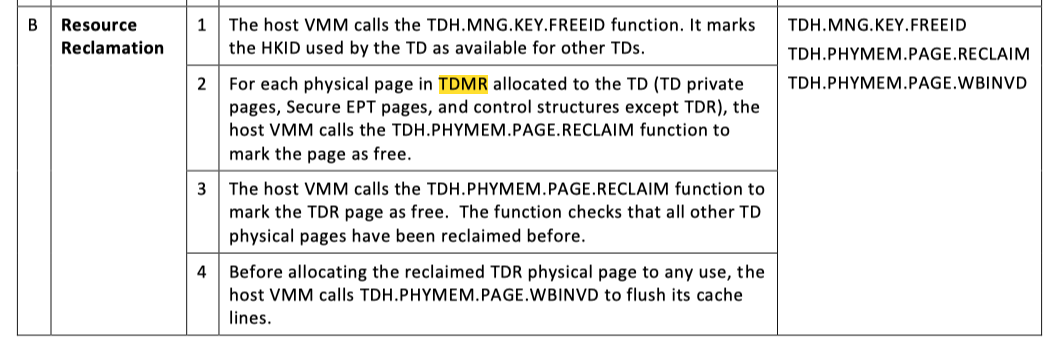 B Resource Reclamation
1 The host VMM calls the TDH.MNG.KEY.FREEID function. It marks
the HKID used by the TD as available for other TDs.
2 For each physical page in TDMR allocated to the TD (TD private
pages, Secure EPT pages, and control structures except TDR), the
host VMM calls the TDH.PHYMEM.PAGE.RECLAIM function to
mark the page as free.
3 The host VMM calls the TDH.PHYMEM.PAGE.RECLAIM function to
mark the TDR page as free. The function checks that all other TD
physical pages have been reclaimed before.
4 Before allocating the reclaimed TDR physical page to any use, the
host VMM calls TDH.PHYMEM.PAGE.WBINVD to flush its cache
lines.
TDH.MNG.KEY.FREEID
TDH.PHYMEM.PAGE.RECLAIM
TDH.PHYMEM.PAGE.WBINVD